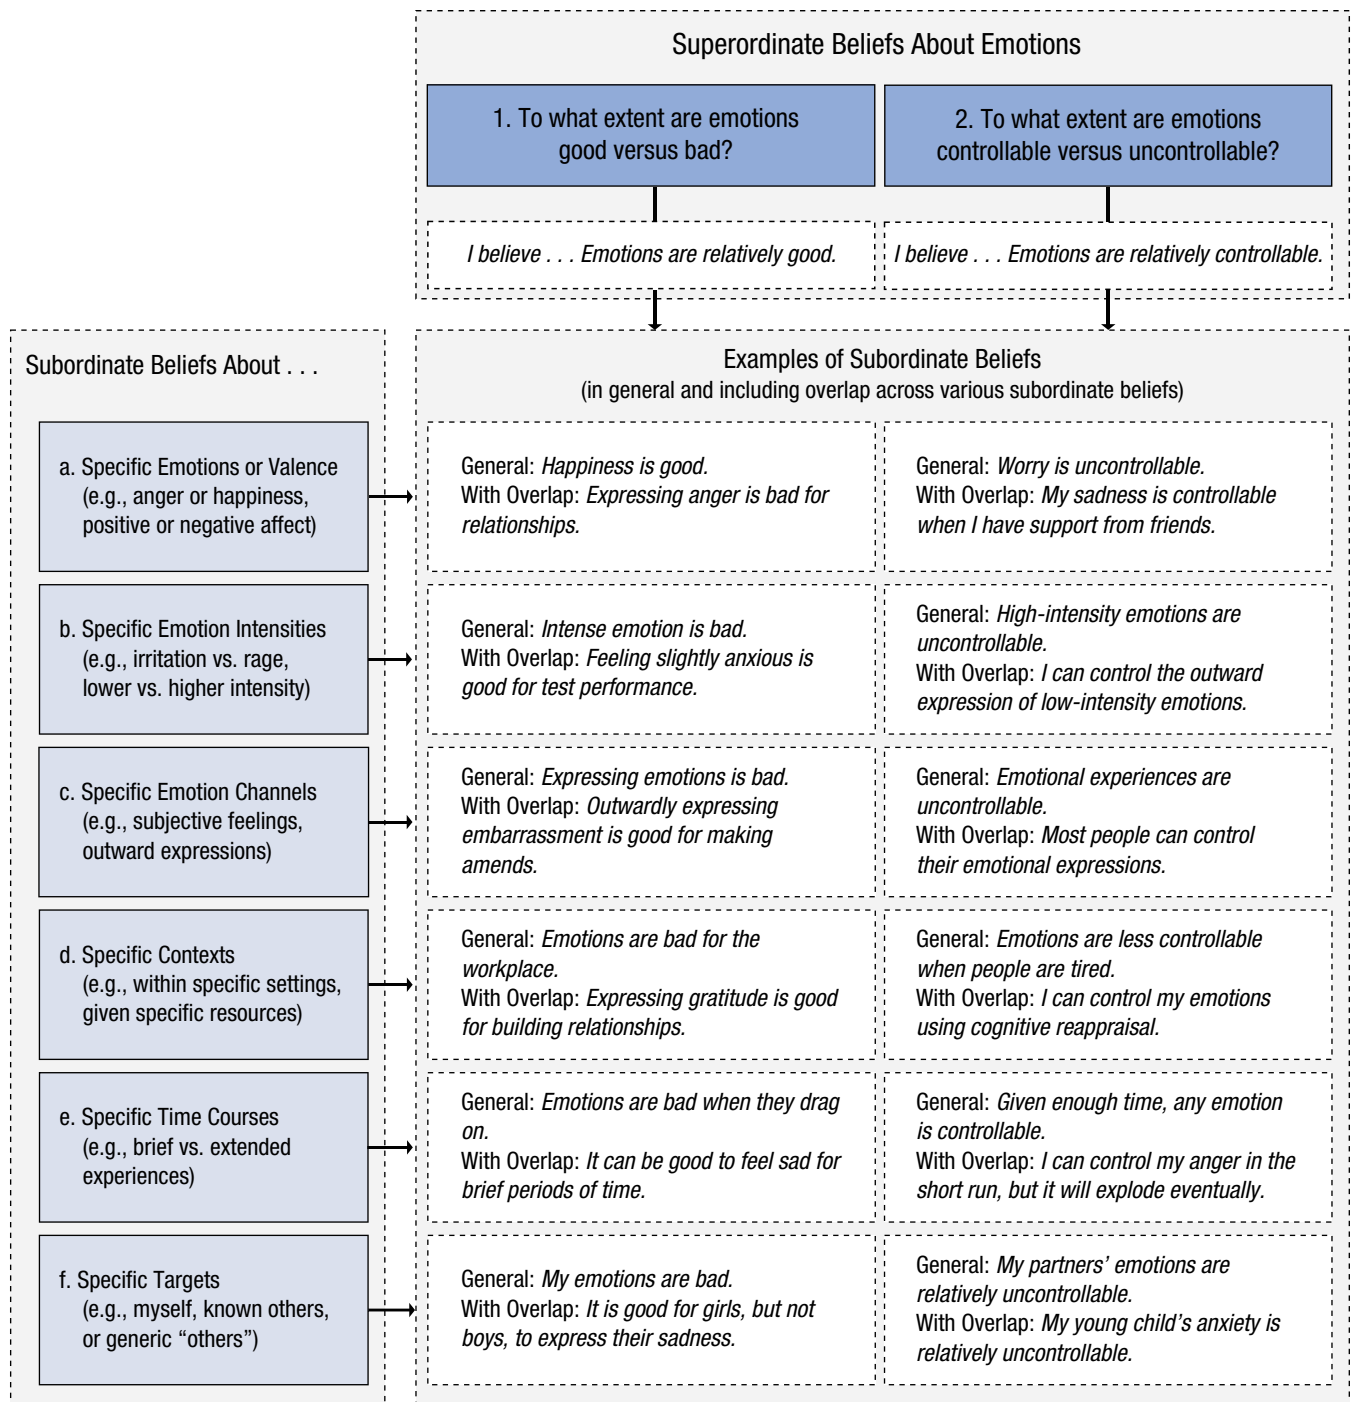 Superordinate Beliefs About Emotions
1. To what extent are emotions
good versus bad?
2. To what extent are emotions
controllable versus uncontrollable?
I believe . . . Emotions are relatively good.
I believe . . . Emotions are relatively controllable.
Subordinate Beliefs About . . .
Examples of Subordinate Beliefs
(in general and including overlap across various subordinate beliefs)
a. Specific Emotions or Valence
(e.g., anger or happiness,
positive or negative affect)
General: Happiness is good.
With Overlap: Expressing anger is bad for
relationships.
General: Worry is uncontrollable.
With Overlap: My sadness is controllable
when I have support from friends.
b. Specific Emotion Intensities
(e.g., irritation vs. rage,
lower vs. higher intensity)
General: Intense emotion is bad.
With Overlap: Feeling slightly anxious is
good for test performance.
General: High-intensity emotions are
uncontrollable.
With Overlap: I can control the outward
expression of low-intensity emotions.
c. Specific Emotion Channels
(e.g., subjective feelings,
outward expressions)
General: Expressing emotions is bad.
With Overlap: Outwardly expressing
embarrassment is good for making
amends.
General: Emotional experiences are
uncontrollable.
With Overlap: Most people can control
their emotional expressions.
d. Specific Contexts
(e.g., within specific settings,
given specific resources)
General: Emotions are bad for the
workplace.
With Overlap: Expressing gratitude is good
for building relationships.
General: Emotions are less controllable
when people are tired.
With Overlap: I can control my emotions
using cognitive reappraisal.
e. Specific Time Courses
(e.g., brief vs. extended
experiences)
General: Emotions are bad when they drag
on.
With Overlap: It can be good to feel sad for
brief periods of time.
General: Given enough time, any emotion
is controllable.
With Overlap: I can control my anger in the
short run, but it will explode eventually.
f. Specific Targets
(e.g., myself, known others,
or generic “others”)
General: My emotions are bad.
With Overlap: It is good for girls, but not
boys, to express their sadness.
General: My partners’ emotions are
relatively uncontrollable.
With Overlap: My young child’s anxiety is
relatively uncontrollable.